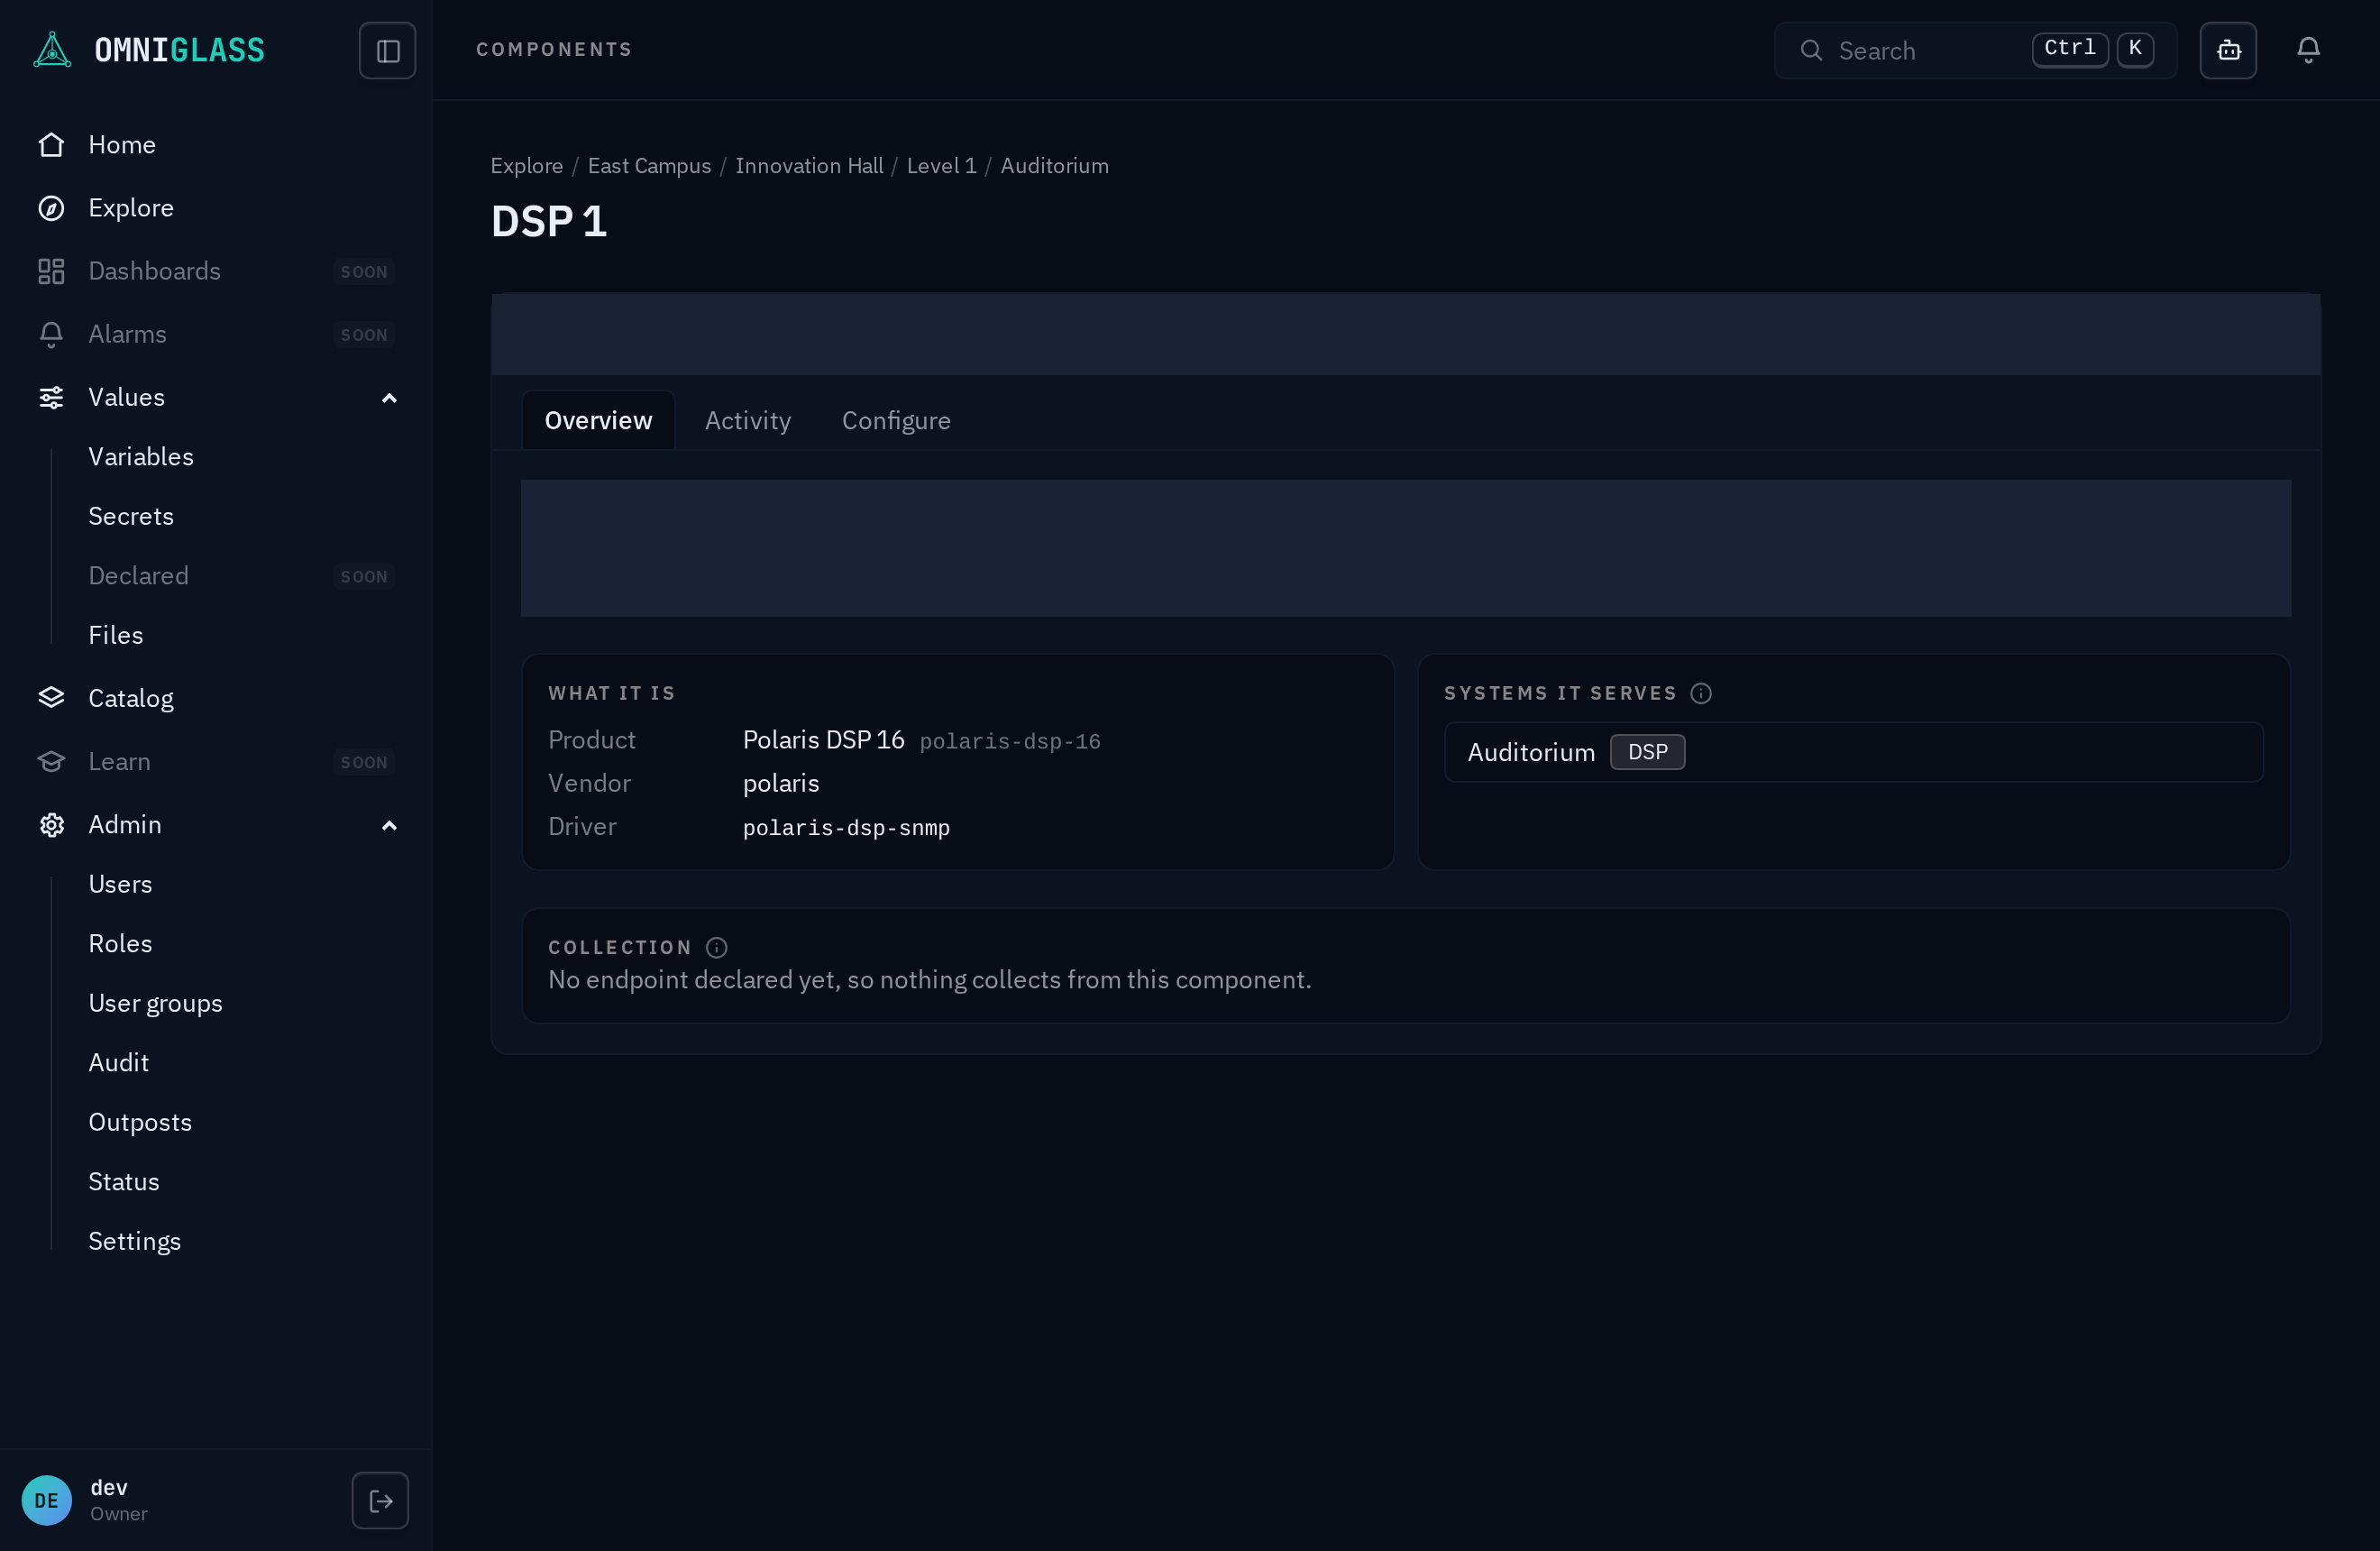 OMNIGLASS
COMPONENTS
Search
Ctrl K
Home
Explore
Dashboards SOON
Alarms SOON
Values
Variables
Secrets
Declared SOON
Files
Catalog
Learn SOON
Admin
Users
Roles
User groups
Audit
Outposts
Status
Settings
DE
dev
Owner
Explore / East Campus / Innovation Hall / Level 1 / Auditorium
DSP 1
Overview Activity Configure
WHAT IT IS
Product Polaris DSP 16 polaris-dsp-16
Vendor polaris
Driver polaris-dsp-snmp
SYSTEMS IT SERVES
Auditorium DSP
COLLECTION
No endpoint declared yet, so nothing collects from this component.